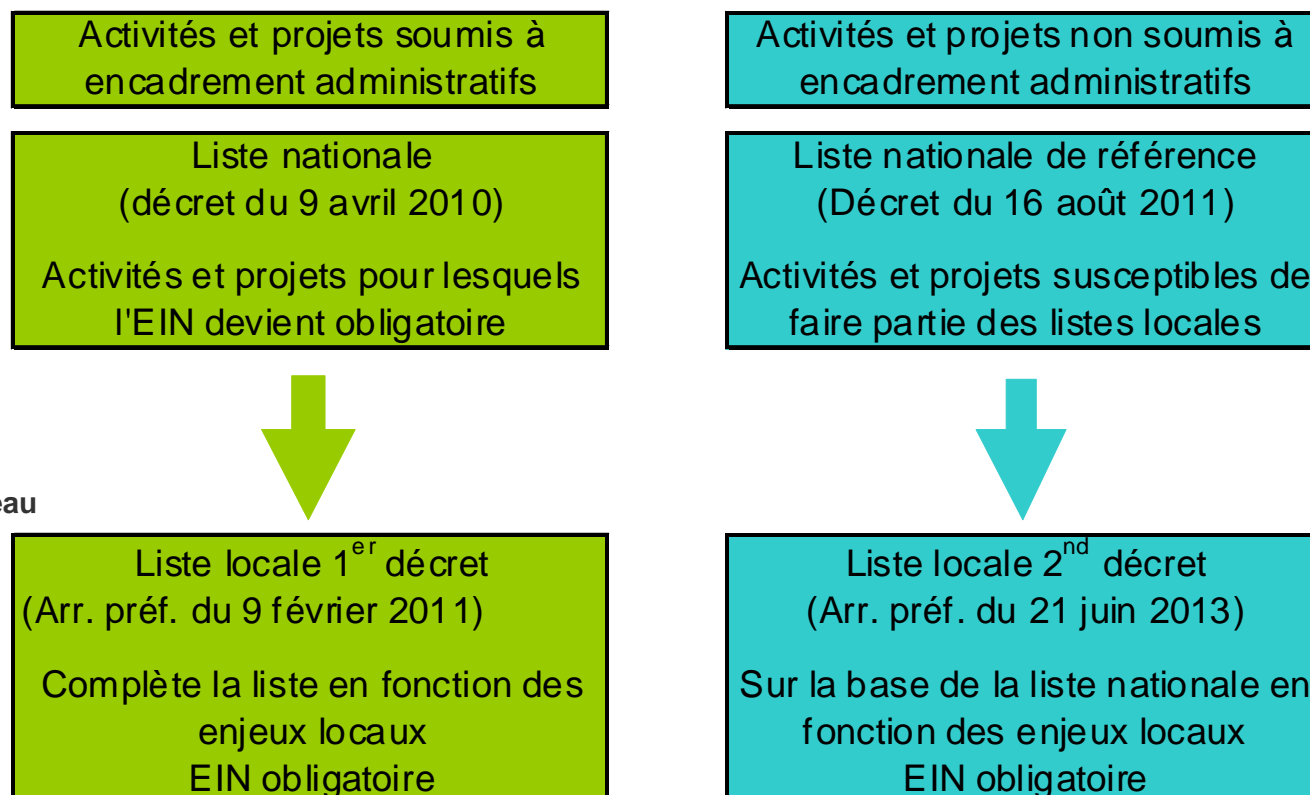 Activités et projets soumis à
encadrement administratifs
Liste nationale
(décret du 9 avril 2010)
Activités et projets pour lesquels
l'EIN devient obligatoire
eau
Liste locale 1er décret
(Arr. préf. du 9 février 2011)
Complète la liste en fonction des
enjeux locaux
EIN obligatoire
Activités et projets non soumis à
encadrement administratifs
Liste nationale de référence
(Décret du 16 août 2011)
Activités et projets susceptibles de
faire partie des listes locales
Liste locale 2nd décret
(Arr. préf. du 21 juin 2013)
Sur la base de la liste nationale en
fonction des enjeux locaux
EIN obligatoire